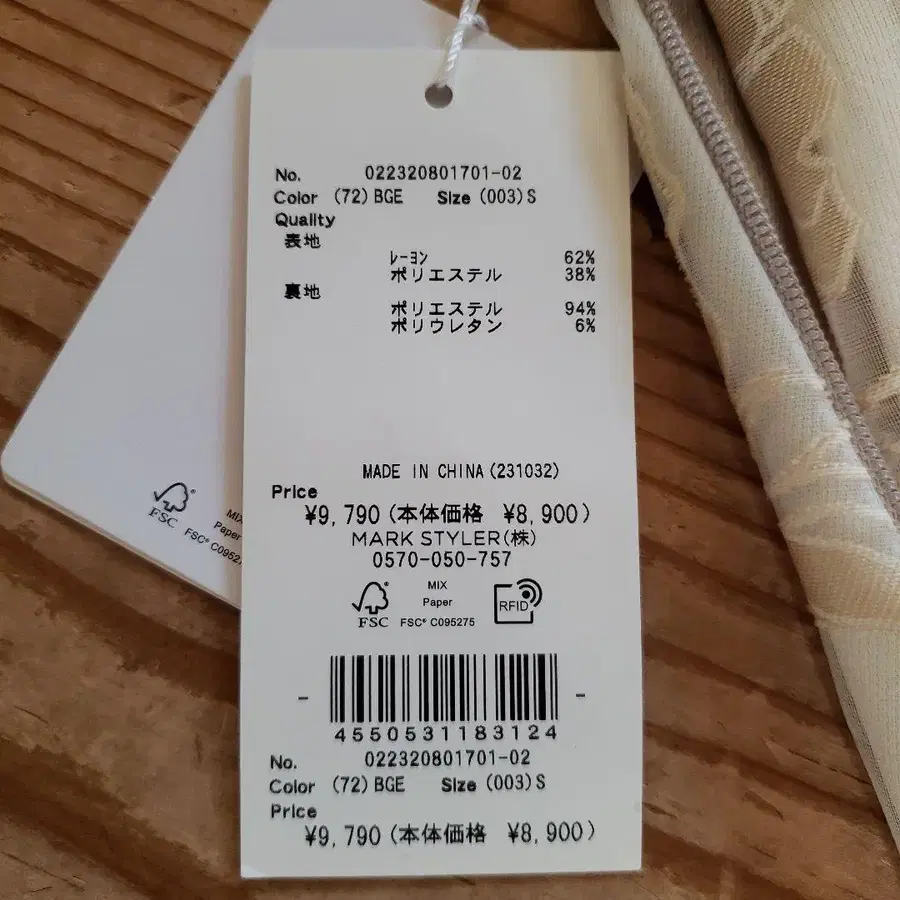 No. 022320801701-02
Color (72) BGE Size (003) S
Quality
表地
ﾚｰﾖﾝ 62%
ポリエステル 38%
裏地
ポリエステル 94%
ポリウレタン 6%
MADE IN CHINA (231032)
Price
¥9,790 (本体価格 ¥8,900)
MARK STYLER(株)
0570-050-757
MIX
Paper
FSC FSC® C095275
RFID
4550531183124
No. 022320801701-02
Color (72) BGE Size (003) S
Price
¥9,790 (本体価格 ¥8,900)
FSC
Paper